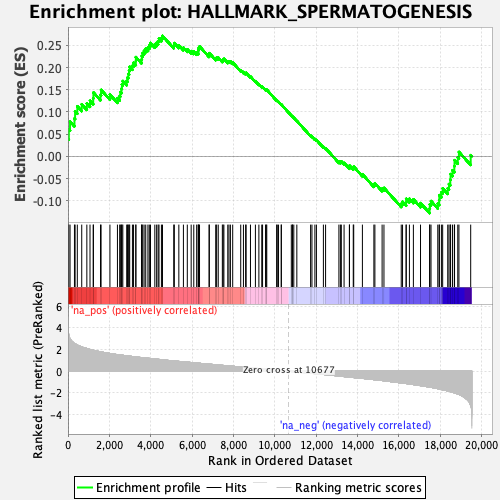 Enrichment plot: HALLMARK_SPERMATOGENESIS
Enrichment score (ES)
0.25
0.20
0.15
0.10
0.05
0.00
-0.05
-0.10
'na_pos' (positively correlated)
Ranked list metric (PreRanked)
6
4
2
0
-2
-4
Zero cross at 10677
'na_neg' (negatively correlated)
0
2,000
4,000
6,000
8,000
10,000
12,000
14,000
16,000
18,000
20,000
Rank in Ordered Dataset
Enrichment profile
Hits
Ranking metric scores